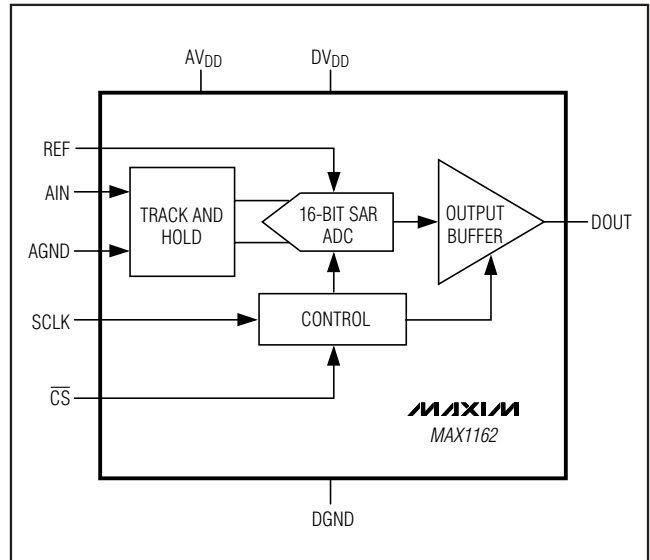 AVDD
DVDD
REF
AIN
AGND
SCLK
CS
TRACK AND
HOLD
16-BIT SAR
ADC
OUTPUT
BUFFER
CONTROL
DOUT
MAXIM
MAX1162
DGND